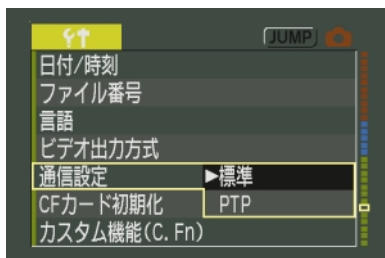 JUMP
日付/時刻
ファイル番号
言語
ビデオ出力方式
通信設定 ▶標準
CFカード初期化 PTP
カスタム機能(C. Fn)